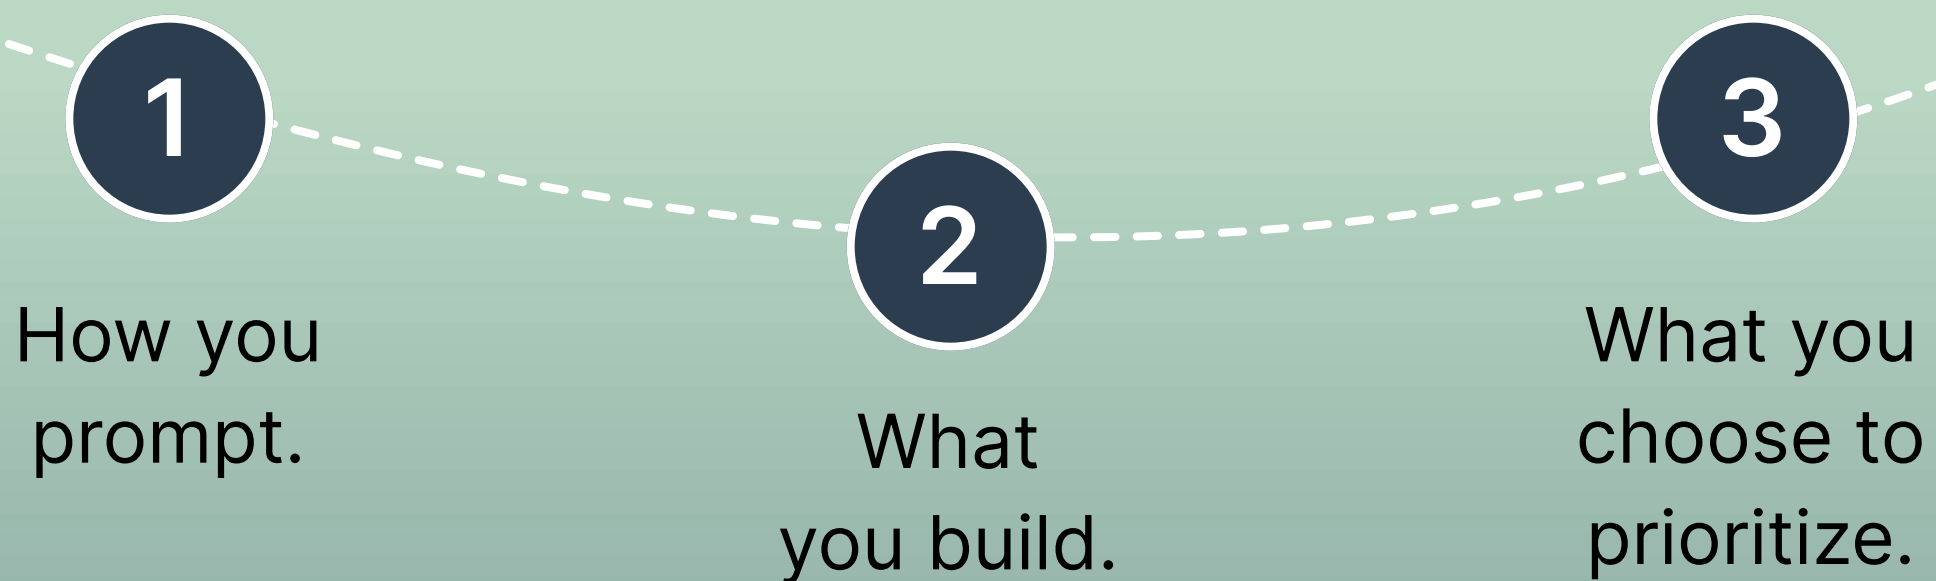 1
How you
prompt.
2
What
you build.
3
What you
choose to
prioritize.